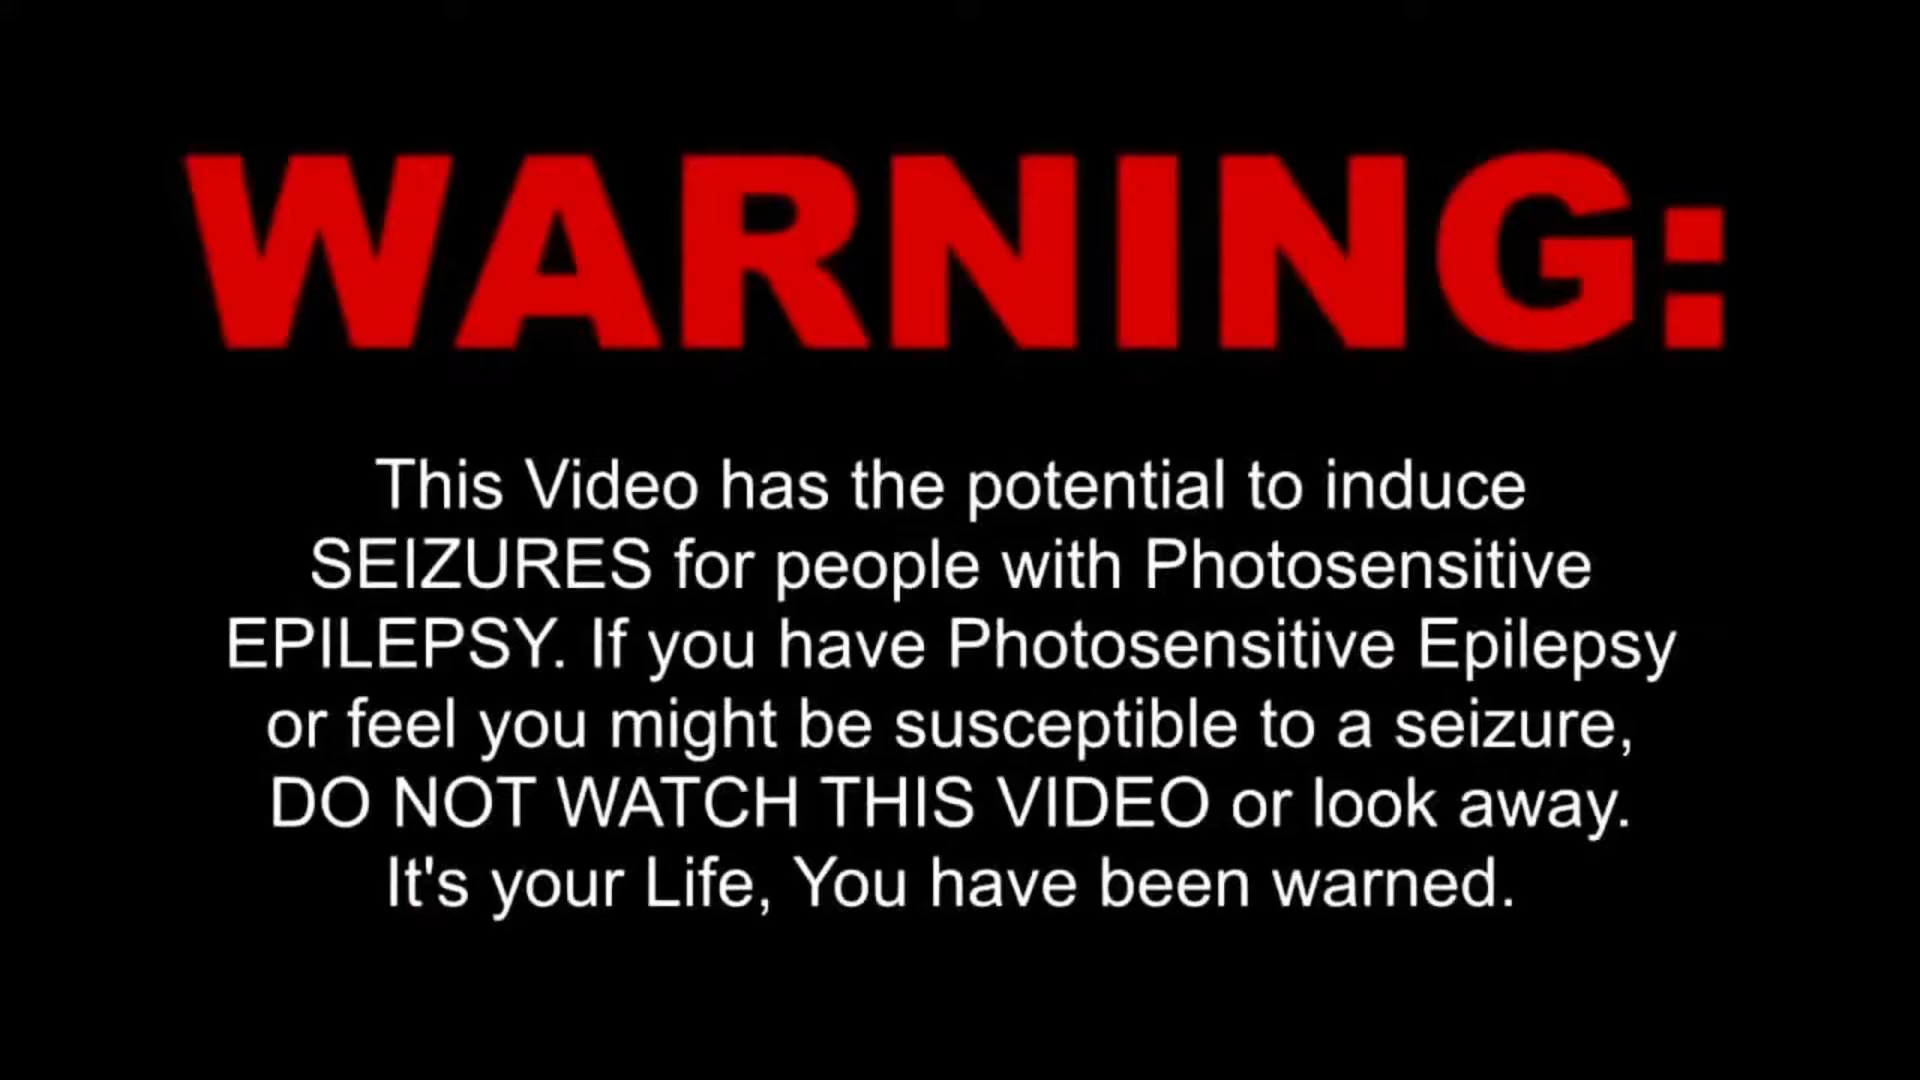 WARNING:
This Video has the potential to induce
SEIZURES for people with Photosensitive
EPILEPSY. If you have Photosensitive Epilepsy
or feel you might be susceptible to a seizure,
DO NOT WATCH THIS VIDEO or look away.
It's your Life, You have been warned.